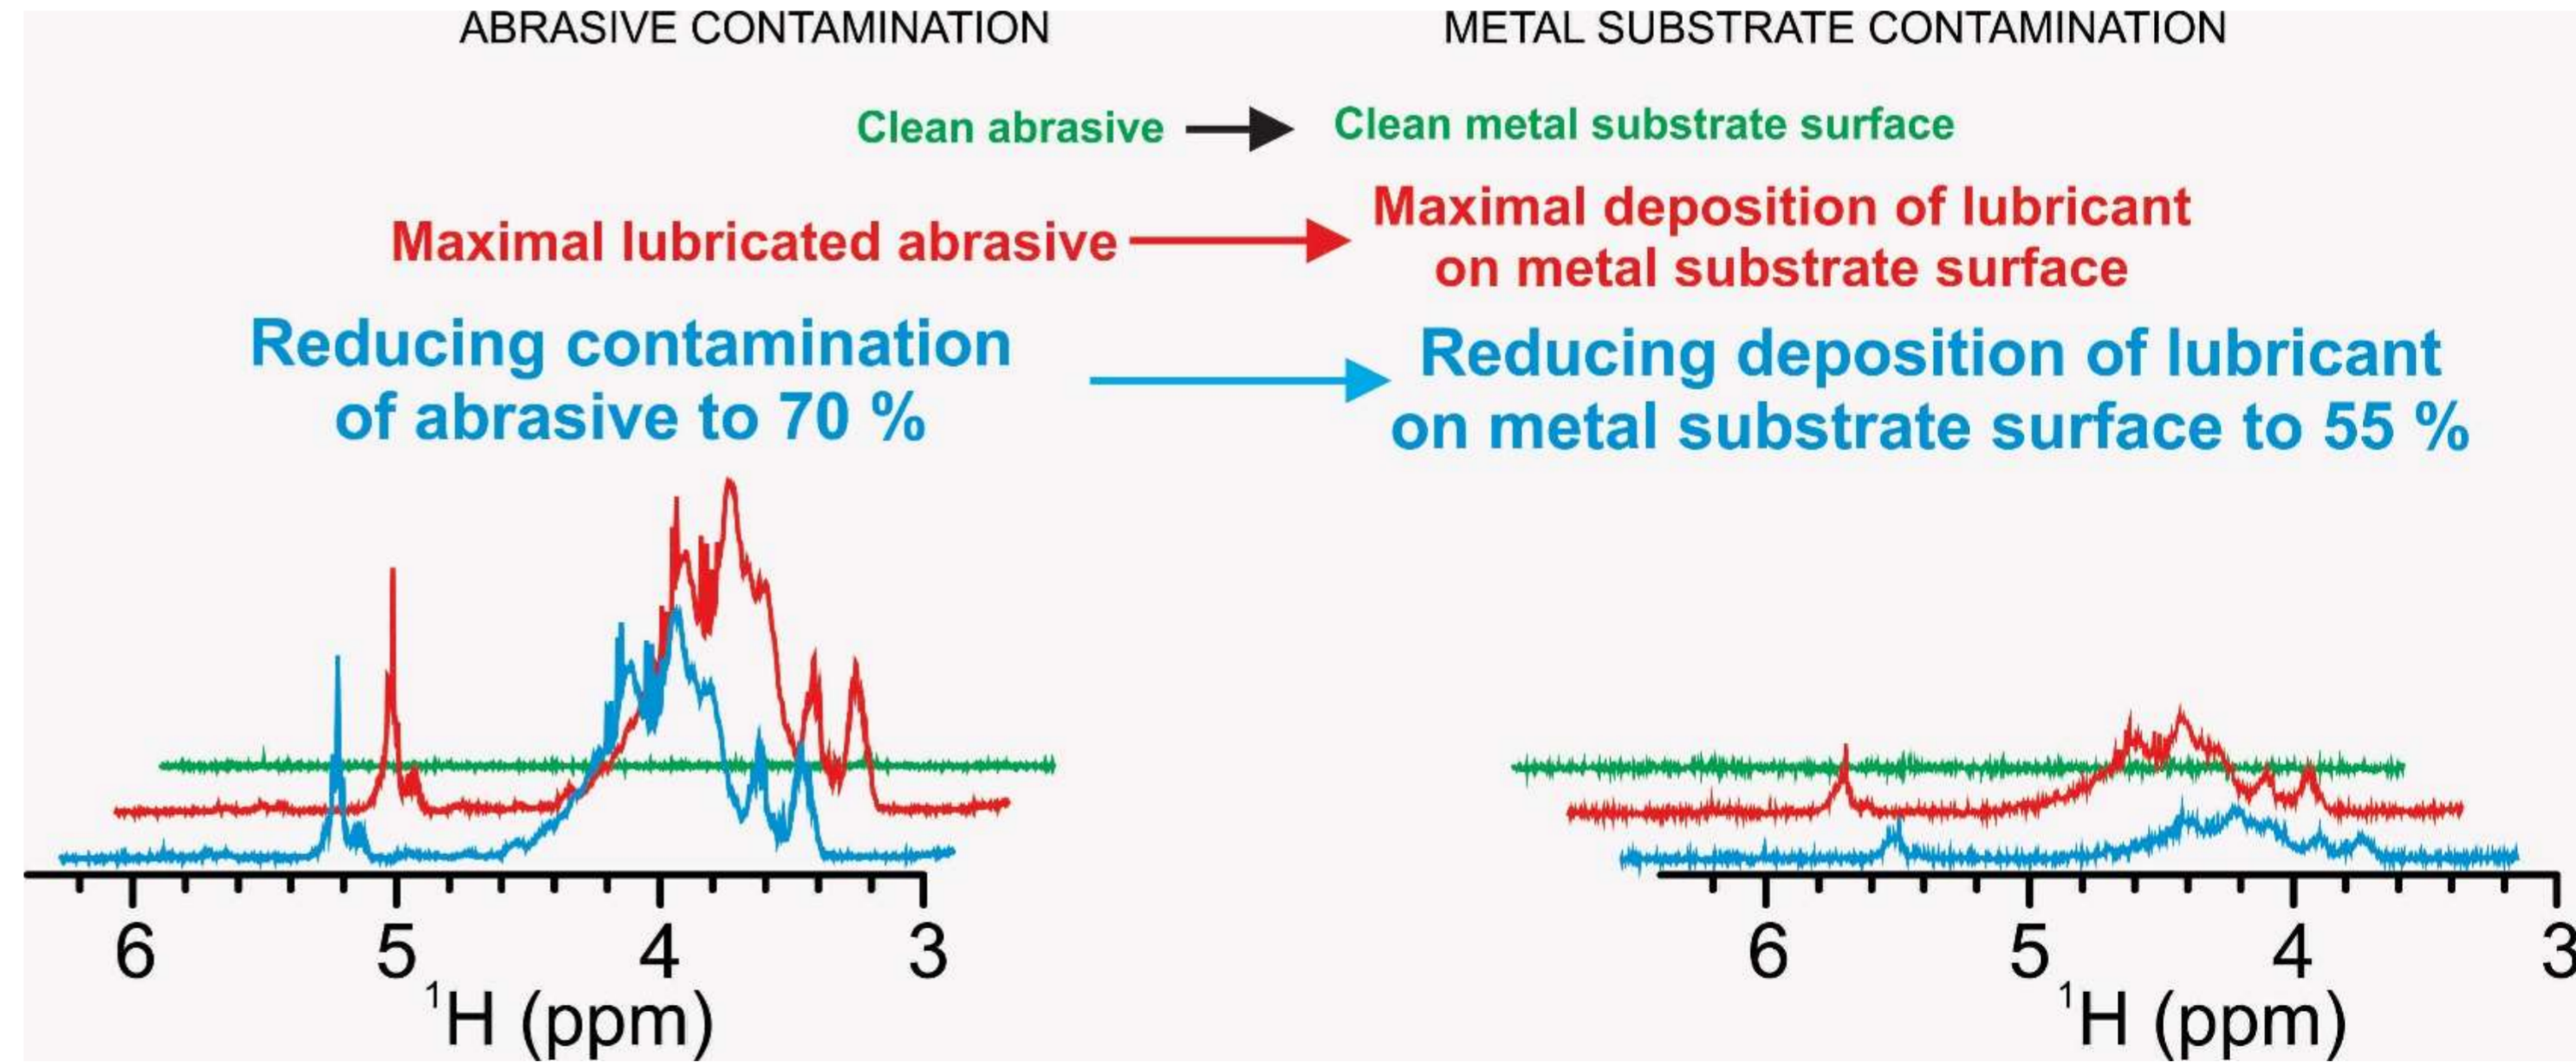 ABRASIVE CONTAMINATION
METAL SUBSTRATE CONTAMINATION
Clean abrasive
Clean metal substrate surface
Maximal lubricated abrasive
Maximal deposition of lubricant
on metal substrate surface
Reducing contamination
of abrasive to 70 %
Reducing deposition of lubricant
on metal substrate surface to 55 %
6 5 4 3
¹H (ppm)
6 5 4 3
¹H (ppm)